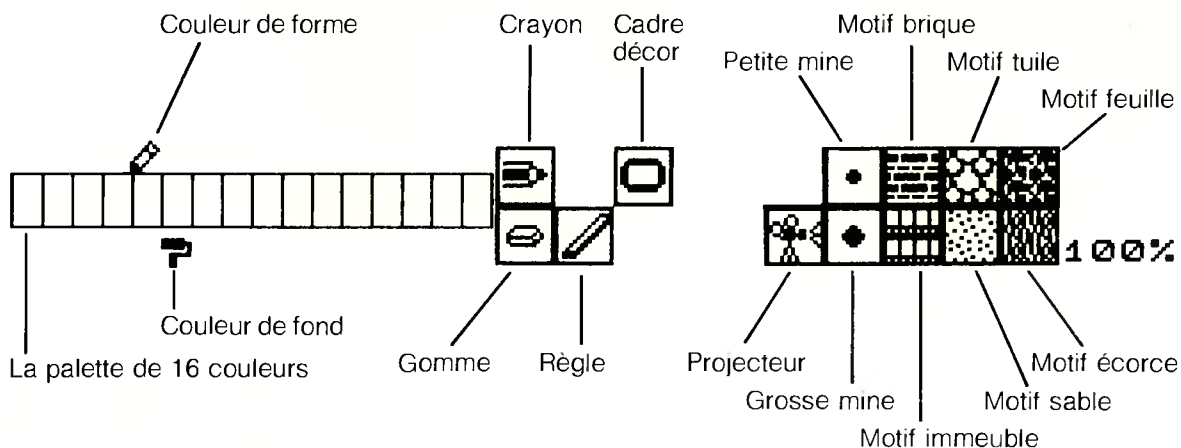 Couleur de forme
Crayon
Cadre
décor
Motif brique
Petite mine
Motif tuile
Motif feuille
100%
Couleur de fond
La palette de 16 couleurs
Gomme
Règle
Projecteur
Motif écorce
Grosse mine
Motif sable
Motif immeuble